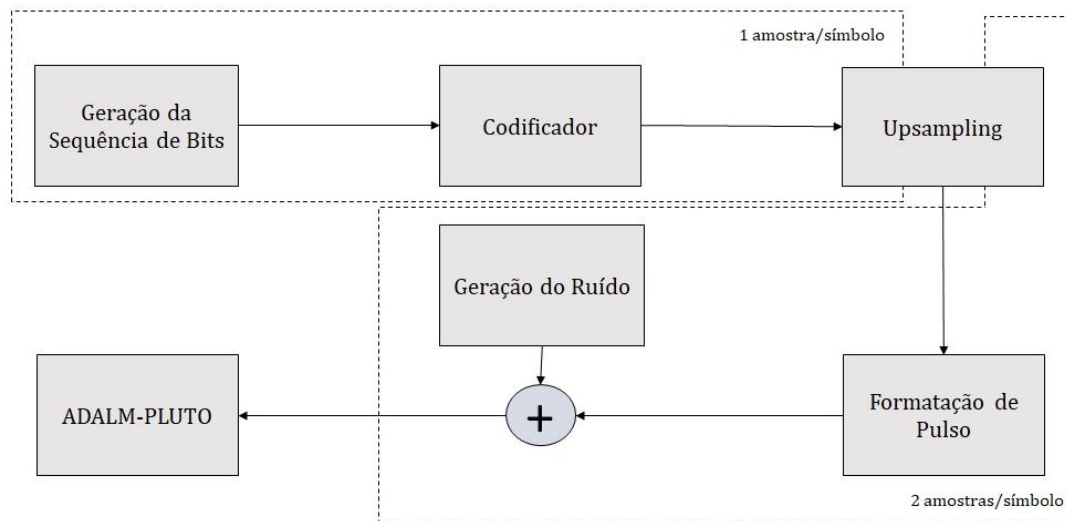 1 amostra/símbolo
Geração da
Sequência de Bits
Codificador
Upsampling
Geração do Ruído
ADALM-PLUTO
+
Formatação de
Pulso
2 amostras/símbolo